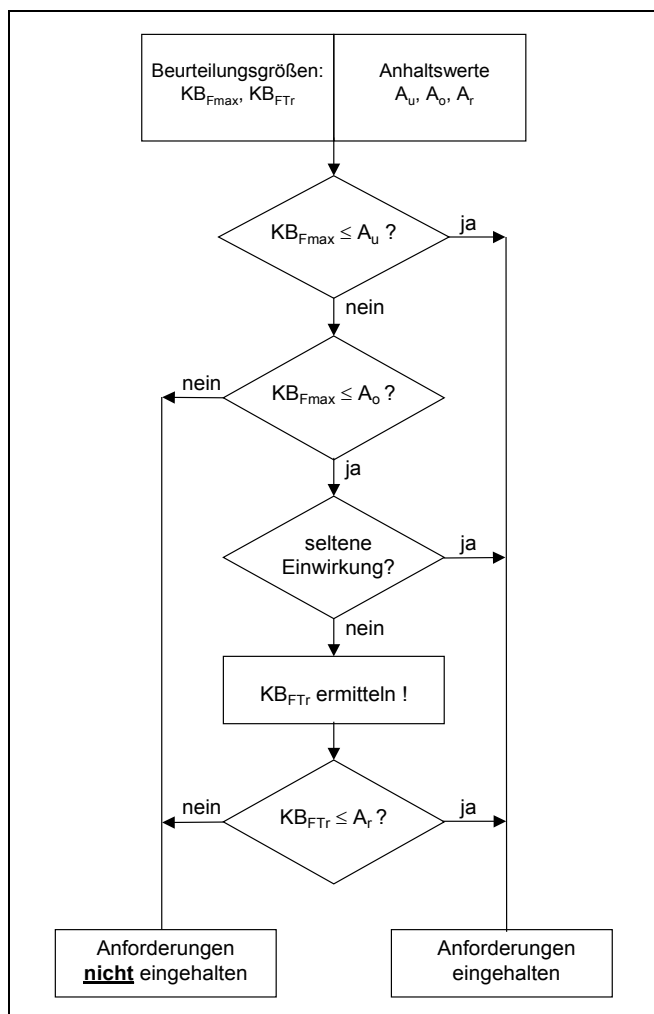 Beurteilungsgrößen:
KB_Fmax, KB_FTr
Anhaltswerte
A_u, A_o, A_r
KB_Fmax ≤ A_u ?
ja
nein
KB_Fmax ≤ A_o ?
nein
ja
seltene
Einwirkung?
ja
nein
KB_FTr ermitteln !
nein
KB_FTr ≤ A_r ?
ja
Anforderungen
nicht eingehalten
Anforderungen
eingehalten